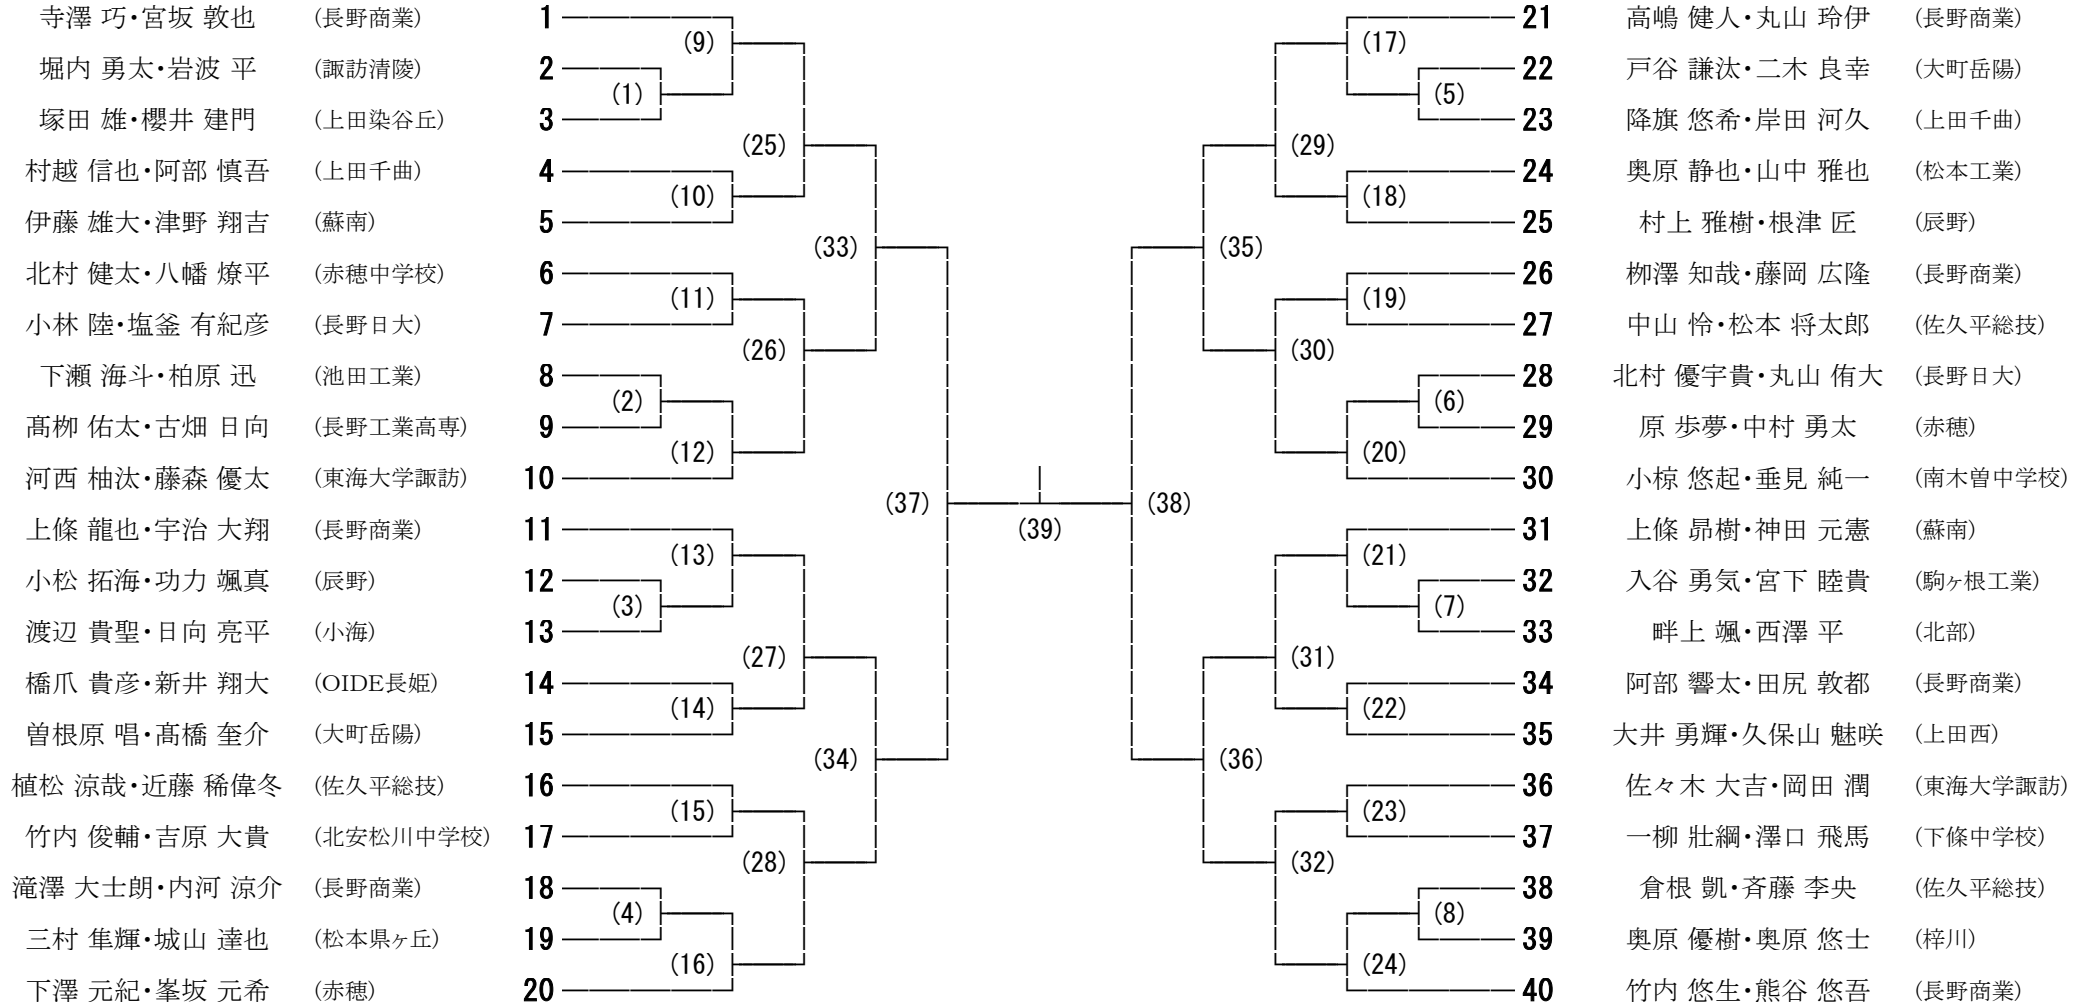 寺澤 巧・宮坂 敦也 (長野商業) 1
堀内 勇太・岩波 平 (諏訪清陵) 2
塚田 雄・櫻井 建門 (上田染谷丘) 3
村越 信也・阿部 慎吾 (上田千曲) 4
伊藤 雄大・津野 翔吉 (蘇南) 5
北村 健太・八幡 燎平 (赤穂中学校) 6
小林 陸・塩釜 有紀彦 (長野日大) 7
下瀬 海斗・柏原 迅 (池田工業) 8
髙栁 佑太・古畑 日向 (長野工業高専) 9
河西 柚汰・藤森 優太 (東海大学諏訪) 10
上條 龍也・宇治 大翔 (長野商業) 11
小松 拓海・功力 颯真 (辰野) 12
渡辺 貴聖・日向 亮平 (小海) 13
橋爪 貴彦・新井 翔大 (OIDE長姫) 14
曽根原 唱・髙橋 奎介 (大町岳陽) 15
植松 涼哉・近藤 稀偉冬 (佐久平総技) 16
竹内 俊輔・吉原 大貴 (北安松川中学校) 17
滝澤 大士朗・内河 涼介 (長野商業) 18
三村 隼輝・城山 達也 (松本県ヶ丘) 19
下澤 元紀・峯坂 元希 (赤穂) 20
(1)
(2)
(3)
(4)
(9)
(10)
(11)
(12)
(13)
(14)
(15)
(16)
(25)
(26)
(27)
(28)
(33)
(34)
(37)
(39)
(38)
(35)
(36)
(29)
(30)
(31)
(32)
(17)
(18)
(19)
(20)
(21)
(22)
(23)
(24)
(5)
(6)
(7)
(8)
21 高嶋 健人・丸山 玲伊 (長野商業)
22 戸谷 謙汰・二木 良幸 (大町岳陽)
23 降旗 悠希・岸田 河久 (上田千曲)
24 奥原 静也・山中 雅也 (松本工業)
25 村上 雅樹・根津 匠 (辰野)
26 栁澤 知哉・藤岡 広隆 (長野商業)
27 中山 怜・松本 将太郎 (佐久平総技)
28 北村 優宇貴・丸山 侑大 (長野日大)
29 原 歩夢・中村 勇太 (赤穂)
30 小椋 悠起・垂見 純一 (南木曽中学校)
31 上條 昴樹・神田 元憲 (蘇南)
32 入谷 勇気・宮下 睦貴 (駒ヶ根工業)
33 畔上 颯・西澤 平 (北部)
34 阿部 響太・田尻 敦都 (長野商業)
35 大井 勇輝・久保山 魅咲 (上田西)
36 佐々木 大吉・岡田 潤 (東海大学諏訪)
37 一柳 壯綱・澤口 飛馬 (下條中学校)
38 倉根 凱・斉藤 李央 (佐久平総技)
39 奥原 優樹・奥原 悠士 (梓川)
40 竹内 悠生・熊谷 悠吾 (長野商業)